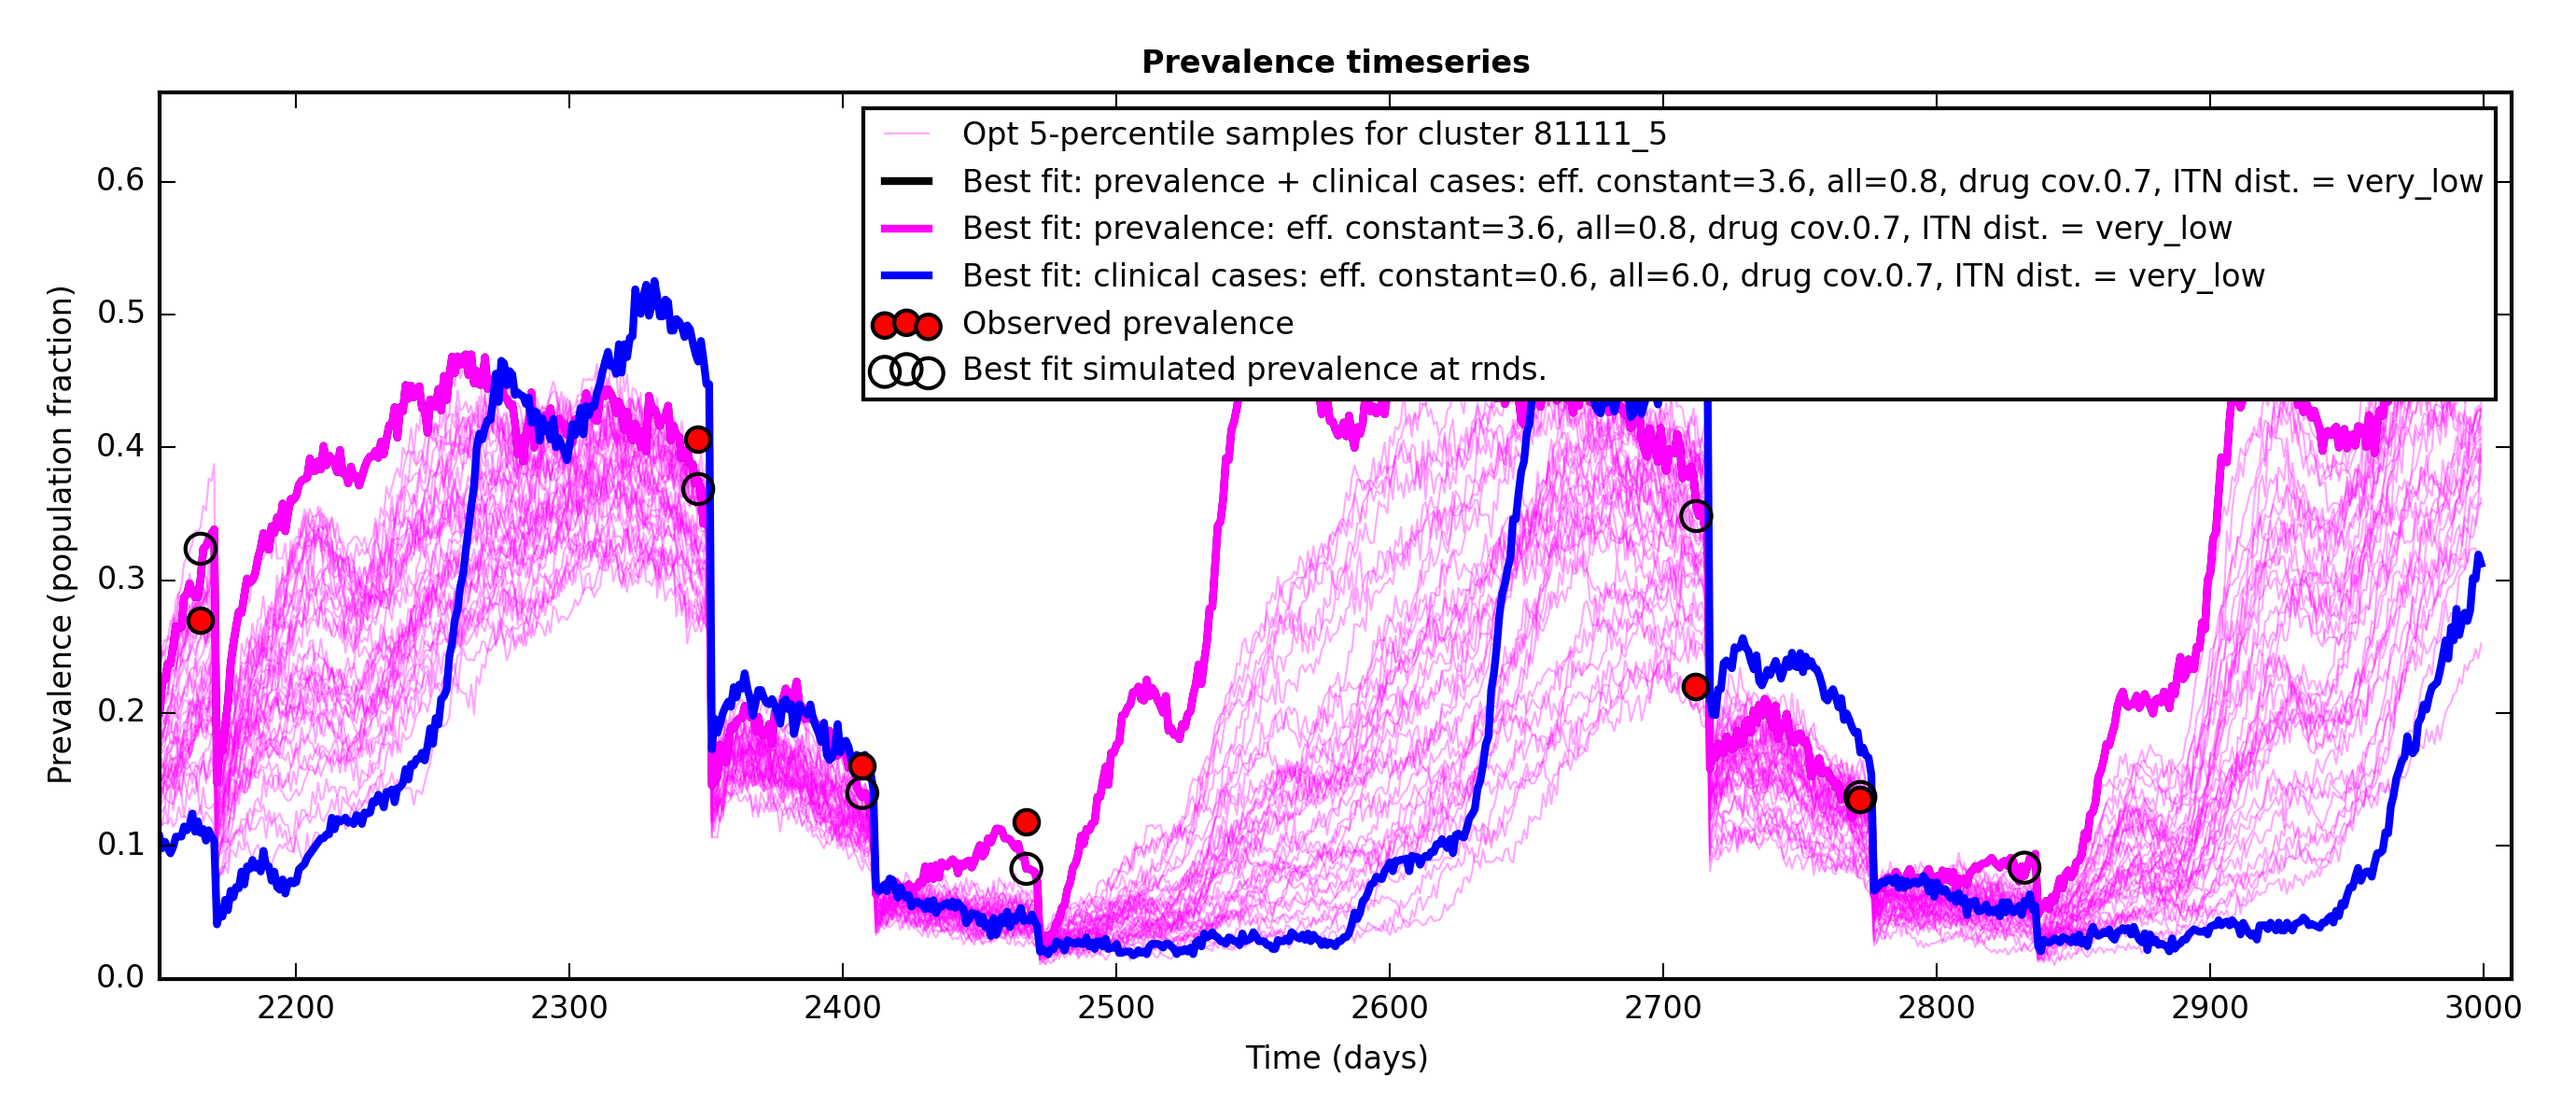 Prevalence timeseries
Opt 5-percentile samples for cluster 81111_5
Best fit: prevalence + clinical cases: eff. constant=3.6, all=0.8, drug cov.0.7, ITN dist. = very_low
Best fit: prevalence: eff. constant=3.6, all=0.8, drug cov.0.7, ITN dist. = very_low
Best fit: clinical cases: eff. constant=0.6, all=6.0, drug cov.0.7, ITN dist. = very_low
Observed prevalence
Best fit simulated prevalence at rnds.
Prevalence (population fraction)
0.6
0.5
0.4
0.3
0.2
0.1
0.0
2200 2300 2400 2500 2600 2700 2800 2900 3000
Time (days)